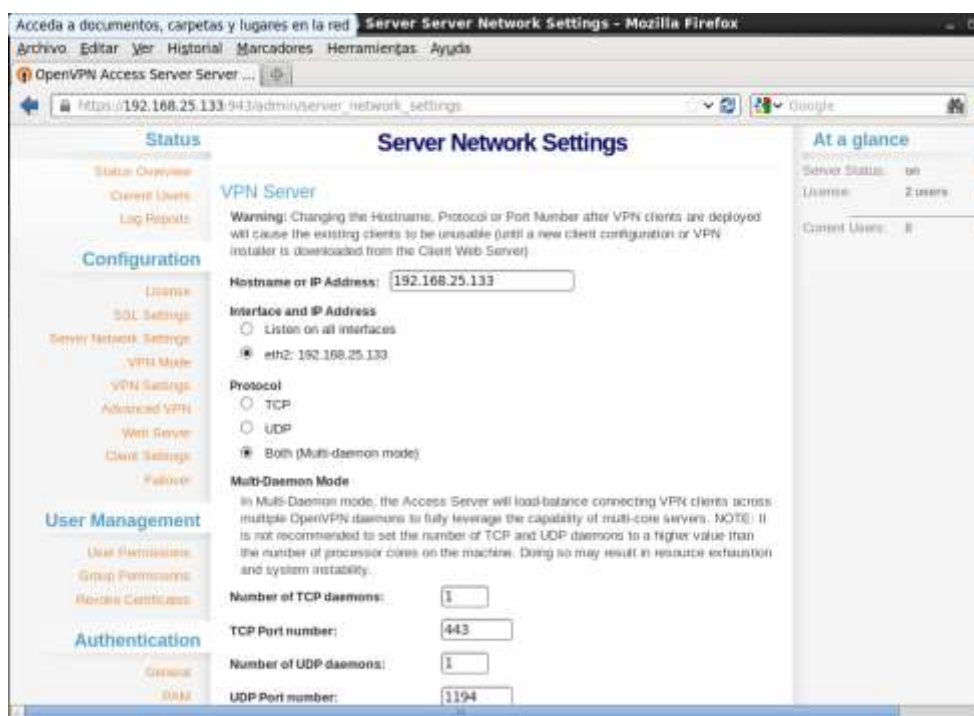 Acceda a documentos, carpetas y lugares en la red Server Server Network Settings - Mozilla Firefox
Archivo Editar Ver Historial Marcadores Herramientas Ayuda
OpenVPN Access Server Server ...
https://192.168.25.133:943/admin/server_network_settings
Google
Status
Status Overview
Current Users
Log Reports
Configuration
License
SSL Settings
Server Network Settings
VPN Mode
VPN Settings
Advanced VPN
Web Server
Client Settings
Failover
User Management
User Permissions
Group Permissions
Revoke Certificates
Authentication
General
PAM
Server Network Settings
VPN Server
Warning: Changing the Hostname, Protocol or Port Number after VPN clients are deployed
will cause the existing clients to be unusable (until a new client configuration or VPN
installer is downloaded from the Client Web Server)
Hostname or IP Address: 192.168.25.133
Interface and IP Address
Listen on all interfaces
eth2: 192.168.25.133
Protocol
TCP
UDP
Both (Multi-daemon mode)
Multi-Daemon Mode
In Multi-Daemon mode, the Access Server will load-balance connecting VPN clients across
multiple OpenVPN daemons to fully leverage the capability of multi-core servers. NOTE: It
is not recommended to set the number of TCP and UDP daemons to a higher value than
the number of processor cores on the machine. Doing so may result in resource exhaustion
and system instability.
Number of TCP daemons: 1
TCP Port number: 443
Number of UDP daemons: 1
UDP Port number: 1194
At a glance
Server Status: on
License: 2 users
Current Users: 0